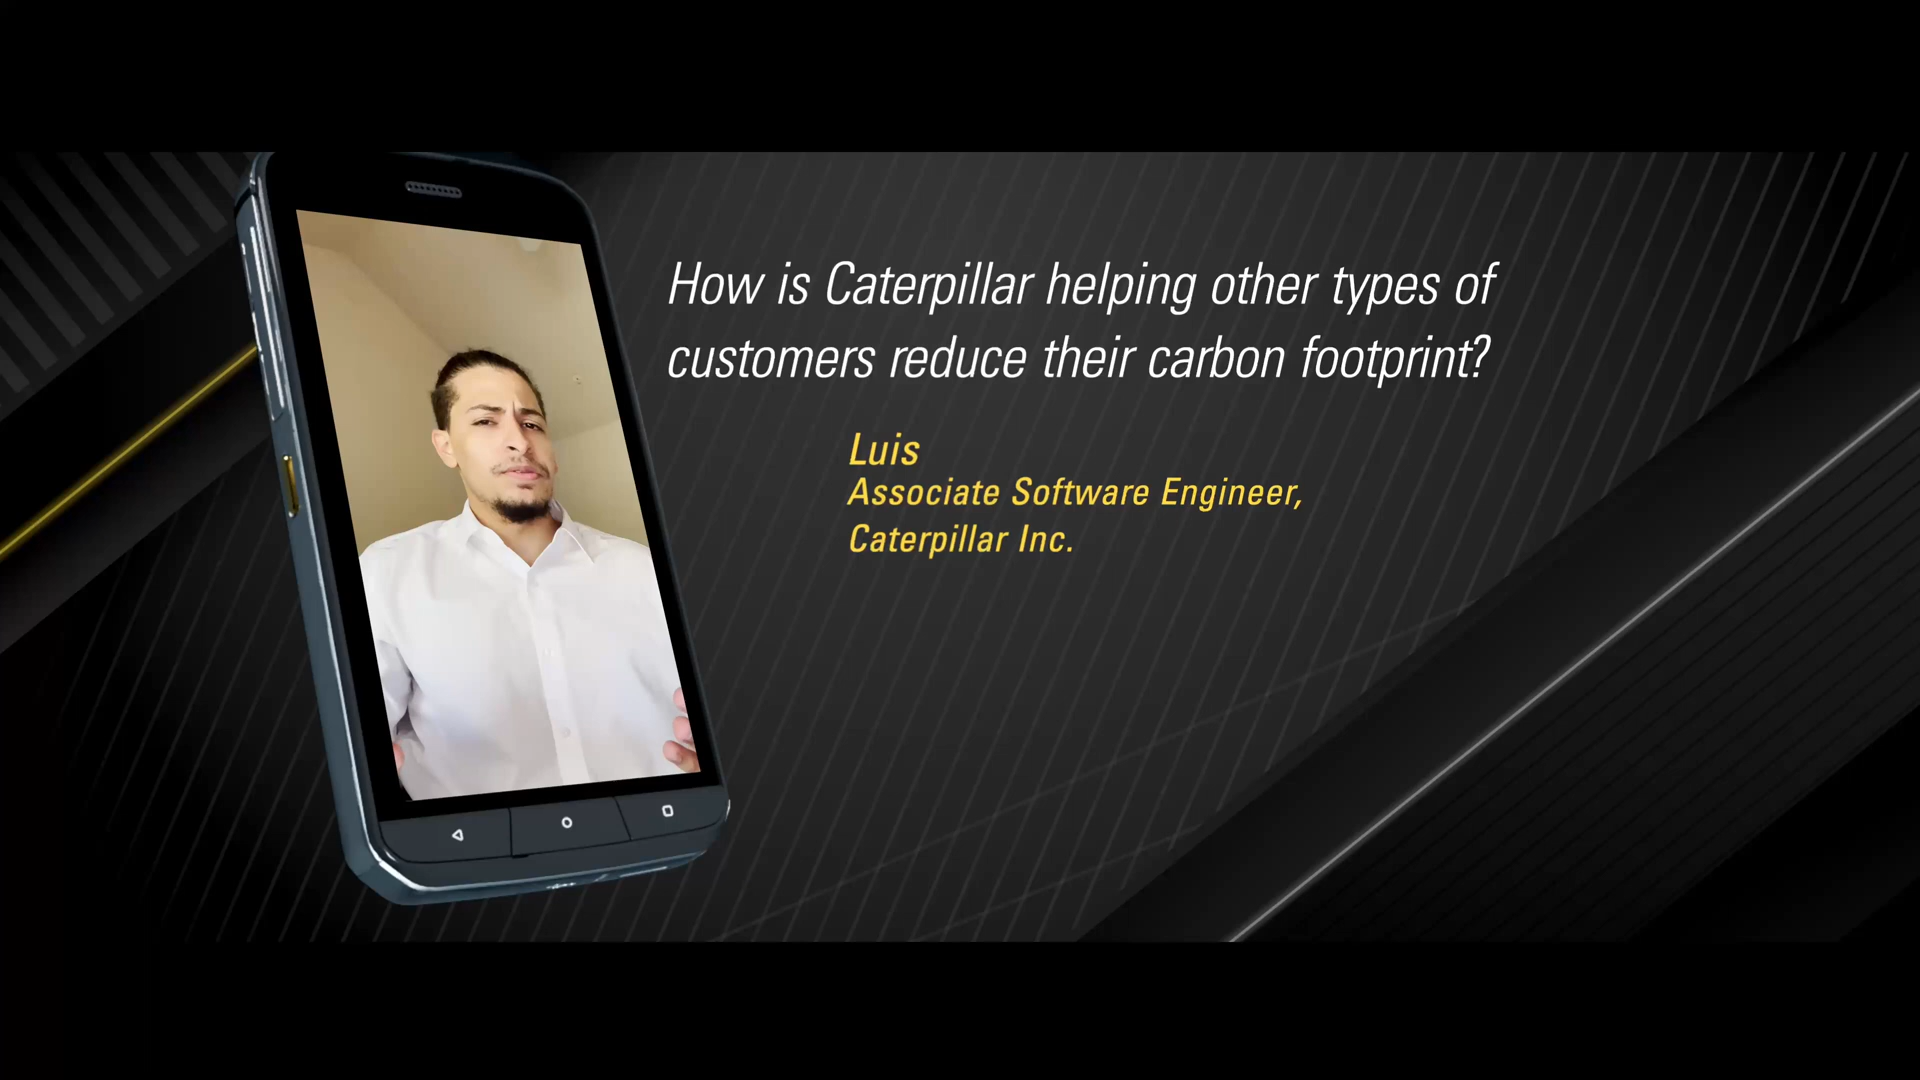 How is Caterpillar helping other types of
customers reduce their carbon footprint?
Luis
Associate Software Engineer,
Caterpillar Inc.